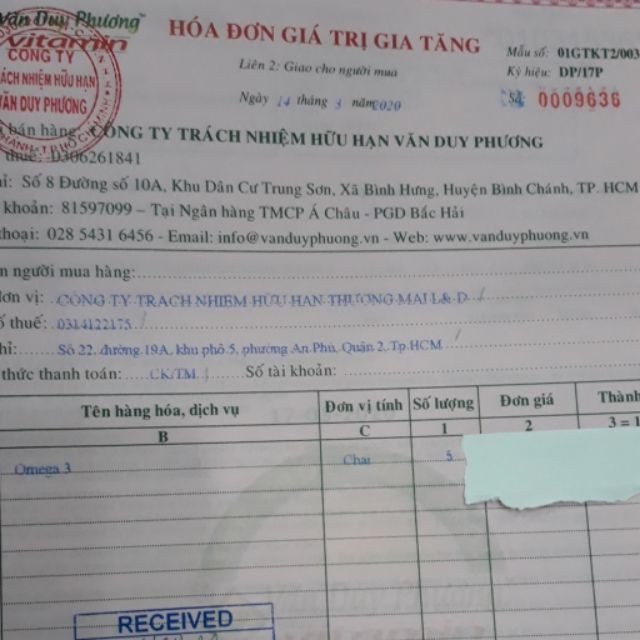 Văn Duy Phương™
Vitamin
CÔNG TY
TRÁCH NHIỆM HỮU HẠN
VĂN DUY PHƯƠNG
HÓA ĐƠN GIÁ TRỊ GIA TĂNG
Liên 2: Giao cho người mua
Ngày 14 tháng 3 năm 2020
Mẫu số: 01GTKT2/003
Ký hiệu: DP/17P
Số 0009636
bán hàng: CÔNG TY TRÁCH NHIỆM HỮU HẠN VĂN DUY PHƯƠNG
thuế: 0306261841
ỉ: Số 8 Đường số 10A, Khu Dân Cư Trung Sơn, Xã Bình Hưng, Huyện Bình Chánh, TP. HCM
khoản: 81597099 – Tại Ngân hàng TMCP Á Châu - PGD Bắc Hải
thoại: 028 5431 6456 - Email: info@vanduyphuong.vn - Web: www.vanduyphuong.vn
n người mua hàng:
ơn vị: CÔNG TY TRÁCH NHIỆM HỮU HẠN THƯƠNG MẠI L& D
ố thuế: 0314122175
hỉ: Số 22, đường 19A, khu phố 5, phường An Phú, Quận 2, Tp.HCM
thức thanh toán: CK/TM Số tài khoản:
Tên hàng hóa, dịch vụ Đơn vị tính Số lượng Đơn giá Thành
B C 1 2 3 = 1
Omega 3 Chai 5
Văn Duy Phương
RECEIVED